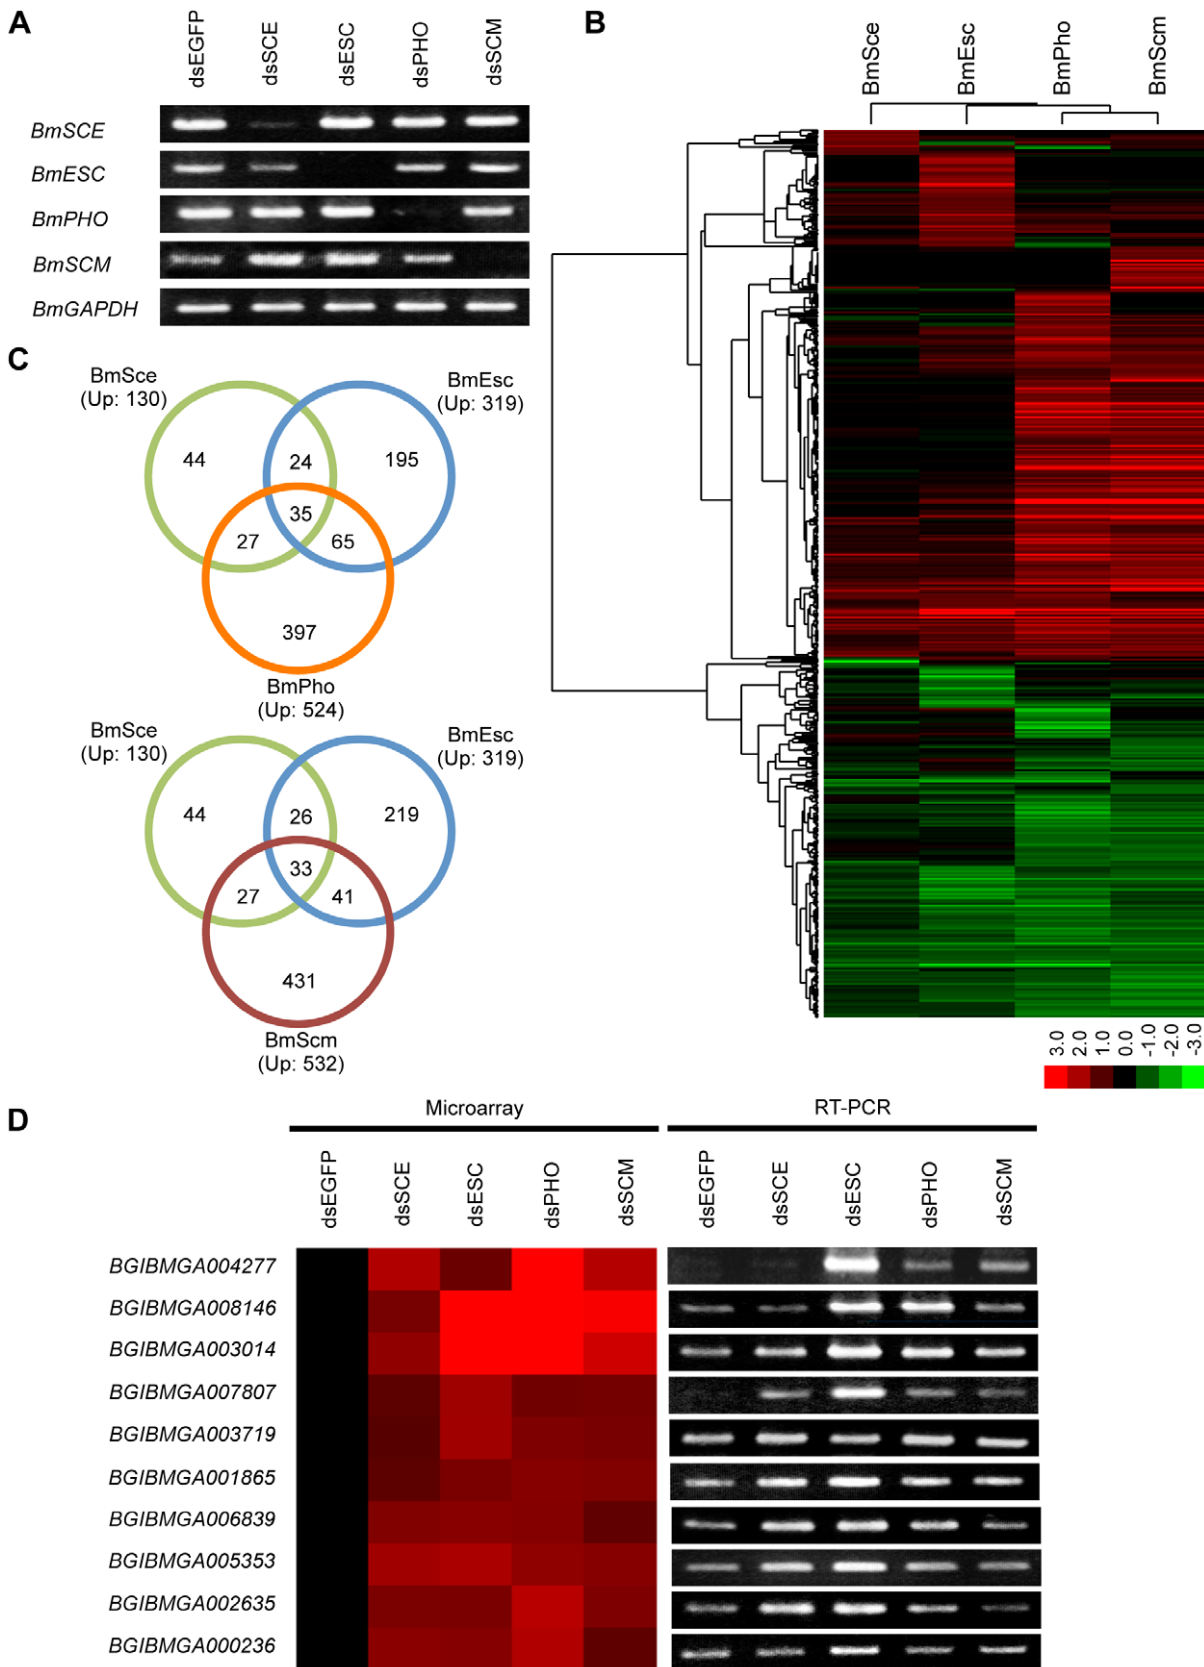 A
dsEGFP
dsSCE
dsESC
dsPHO
dsSCM
BmSCE
BmESC
BmPHO
BmSCM
BmGAPDH
B
BmSce
BmEsc
BmPho
BmScm
3.0
2.0
1.0
0.0
-1.0
-2.0
-3.0
C
BmSce
(Up: 130)
BmEsc
(Up: 319)
44
24
195
35
27
65
397
BmPho
(Up: 524)
BmSce
(Up: 130)
BmEsc
(Up: 319)
44
26
219
33
27
41
431
BmScm
(Up: 532)
D
Microarray
RT-PCR
dsEGFP
dsSCE
dsESC
dsPHO
dsSCM
dsEGFP
dsSCE
dsESC
dsPHO
dsSCM
BGIBMGA004277
BGIBMGA008146
BGIBMGA003014
BGIBMGA007807
BGIBMGA003719
BGIBMGA001865
BGIBMGA006839
BGIBMGA005353
BGIBMGA002635
BGIBMGA000236